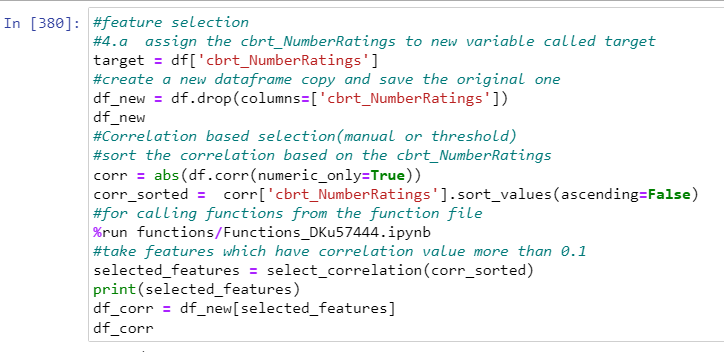 In [380]:
#feature selection
#4.a  assign the cbrt_NumberRatings to new variable called target
target = df['cbrt_NumberRatings']
#create a new dataframe copy and save the original one
df_new = df.drop(columns=['cbrt_NumberRatings'])
df_new
#Correlation based selection(manual or threshold)
#sort the correlation based on the cbrt_NumberRatings
corr = abs(df.corr(numeric_only=True))
corr_sorted =  corr['cbrt_NumberRatings'].sort_values(ascending=False)
#for calling functions from the function file
%run functions/Functions_DKu57444.ipynb
#take features which have correlation value more than 0.1
selected_features = select_correlation(corr_sorted)
print(selected_features)
df_corr = df_new[selected_features]
df_corr